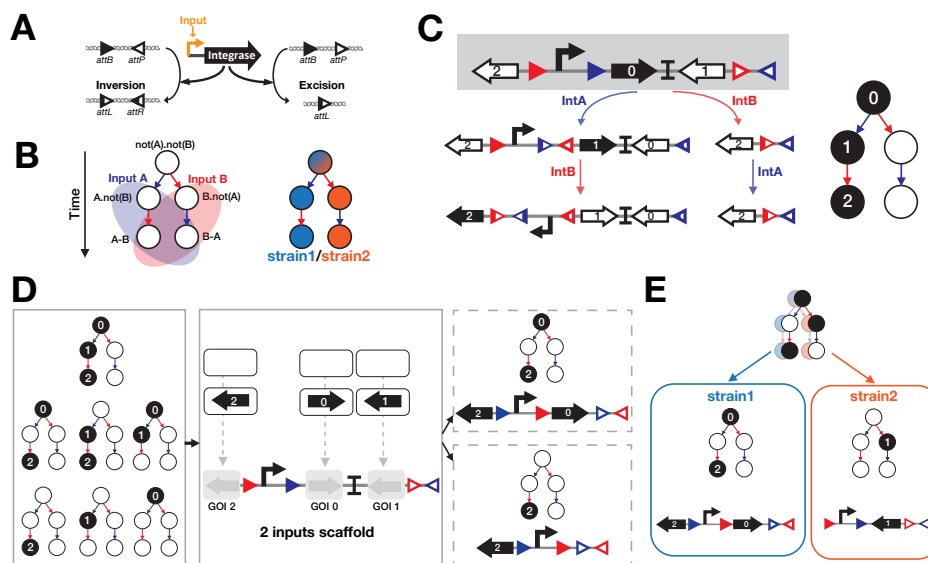 A
Input
Integrase
attB
attP
attB
attP
Inversion
Excision
attL
attR
attL
B
not(A).not(B)
Time
Input A
Input B
A.not(B)
B.not(A)
A-B
B-A
strain1/strain2
C
2
0
1
IntA
IntB
2
1
0
2
IntB
IntA
2
1
0
2
0
1
2
D
0
1
2
0
2
1
2
0
1
2
1
0
2
0
1
GOI 2
GOI 0
GOI 1
2 inputs scaffold
0
2
2
0
2
2
E
strain1
strain2
0
2
1
2
0
1